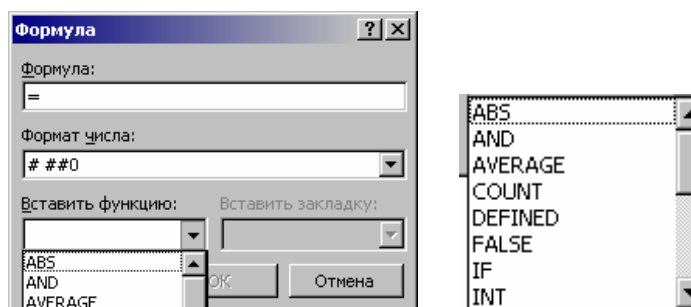 Формула
Формула:
=
Формат числа:
# ##0
Вставить функцию: Вставить закладку:
ABS
AND
AVERAGE
ОК Отмена
ABS
AND
AVERAGE
COUNT
DEFINED
FALSE
IF
INT